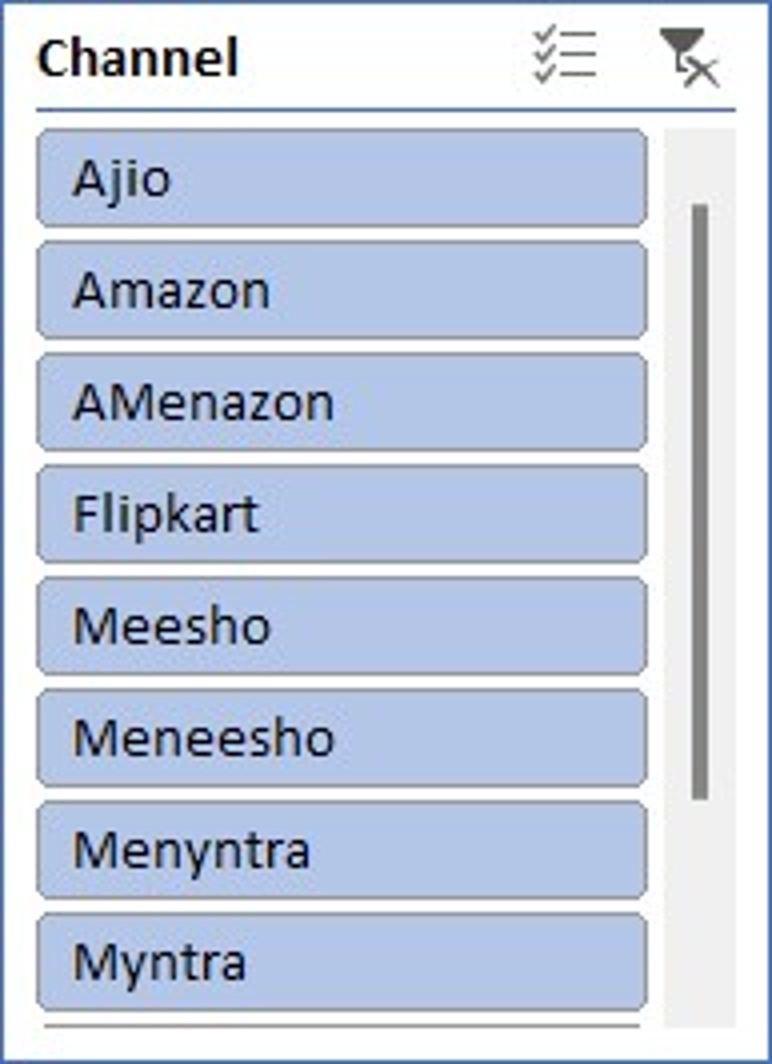 Channel
Ajio
Amazon
AMenazon
Flipkart
Meesho
Meneesho
Menyntra
Myntra